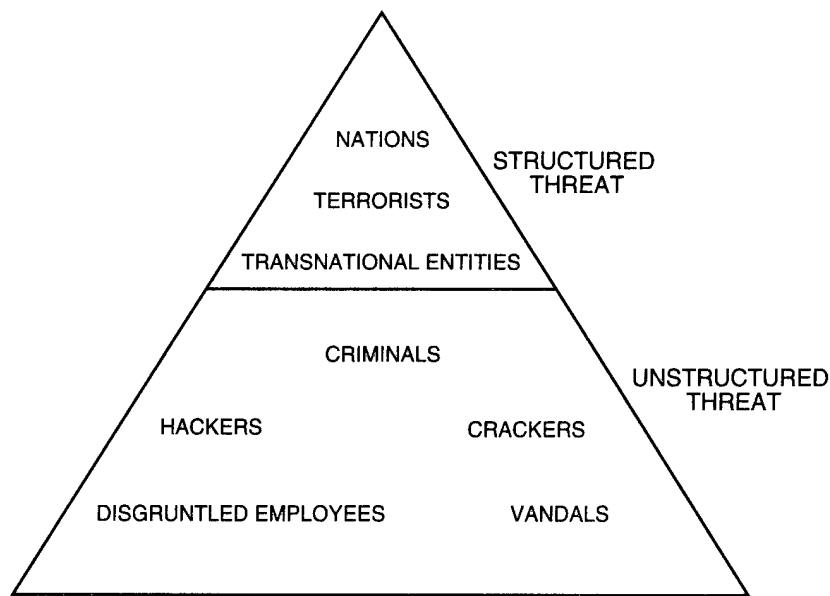 NATIONS
STRUCTURED
THREAT
TERRORISTS
TRANSNATIONAL ENTITIES
CRIMINALS
UNSTRUCTURED
THREAT
HACKERS
CRACKERS
DISGRUNTLED EMPLOYEES
VANDALS